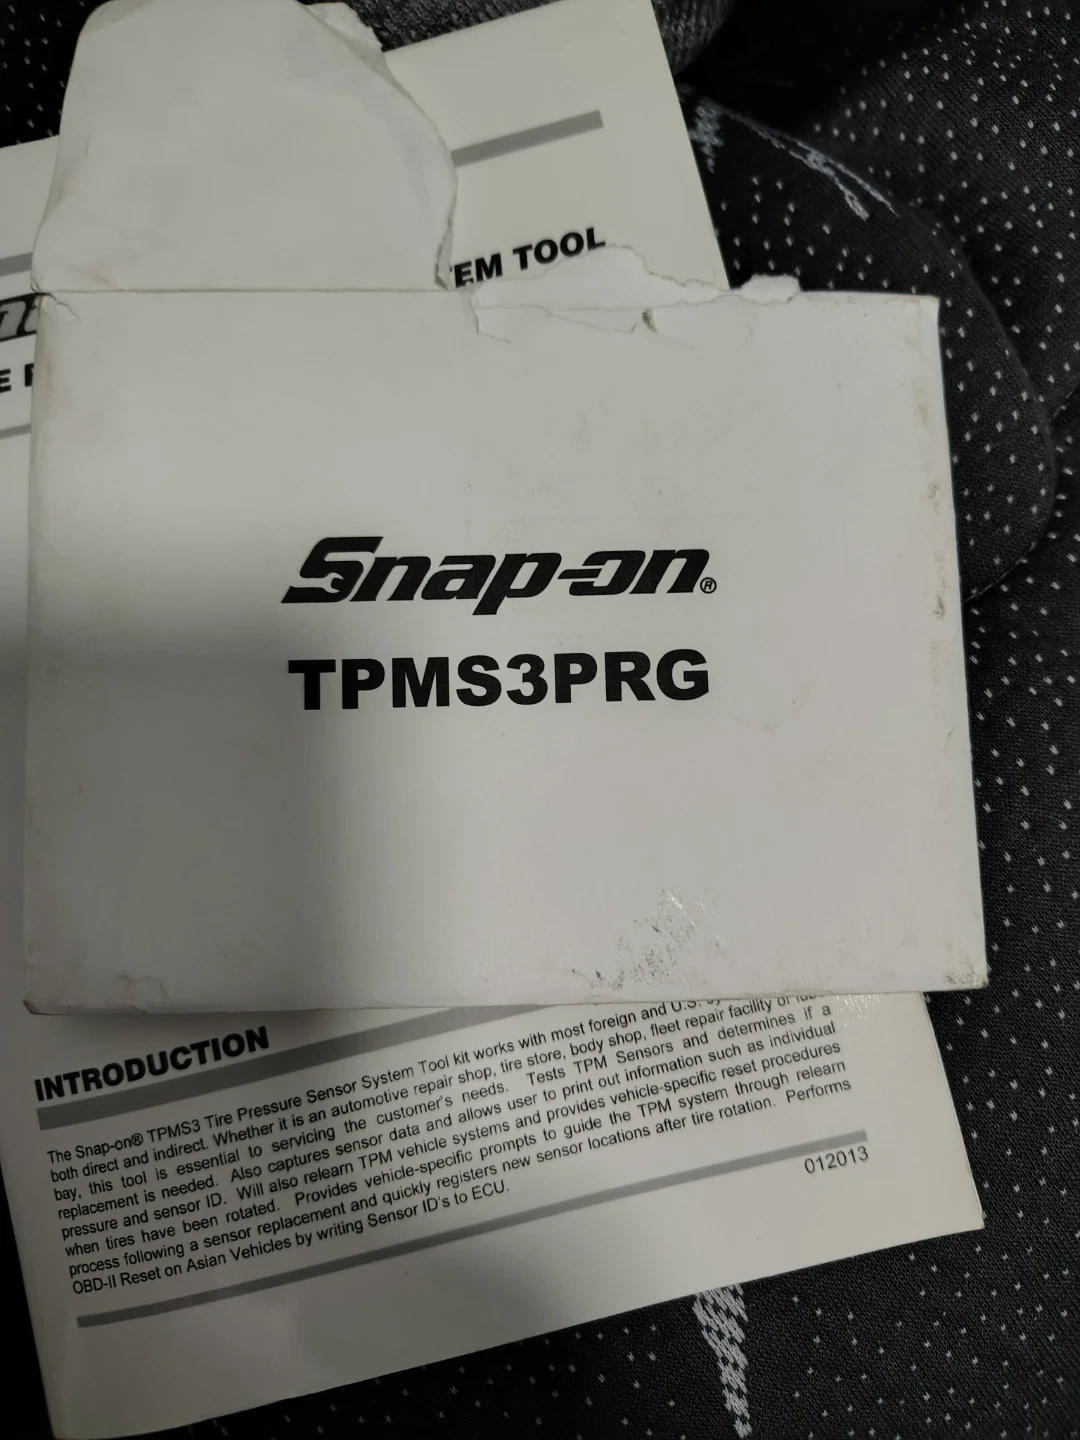 EM TOOL
Snap-on®
TPMS3PRG
INTRODUCTION
The Snap-on® TPMS3 Tire Pressure Sensor System Tool kit works with most foreign and U.S.
both direct and indirect. Whether it is an automotive repair shop, tire store, body shop, fleet repair facility or
bay, this tool is essential to servicing the customer's needs. Tests TPM Sensors and determines if a
replacement is needed. Also captures sensor data and allows user to print out information such as individual
pressure and sensor ID. Will also relearn TPM vehicle systems and provides vehicle-specific reset procedures
when tires have been rotated. Provides vehicle-specific prompts to guide the TPM system through relearn
process following a sensor replacement and quickly registers new sensor locations after tire rotation. Performs
OBD-II Reset on Asian Vehicles by writing Sensor ID's to ECU.
012013